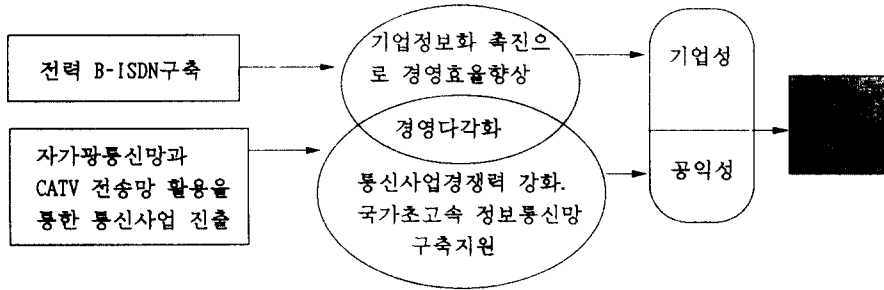 전력 B-ISDN구축
자가광통신망과
CATV 전송망 활용을
통한 통신사업 진출
기업정보화 촉진으
로 경영효율향상
경영다각화
통신사업경쟁력 강화.
국가초고속 정보통신망
구축지원
기업성
공익성